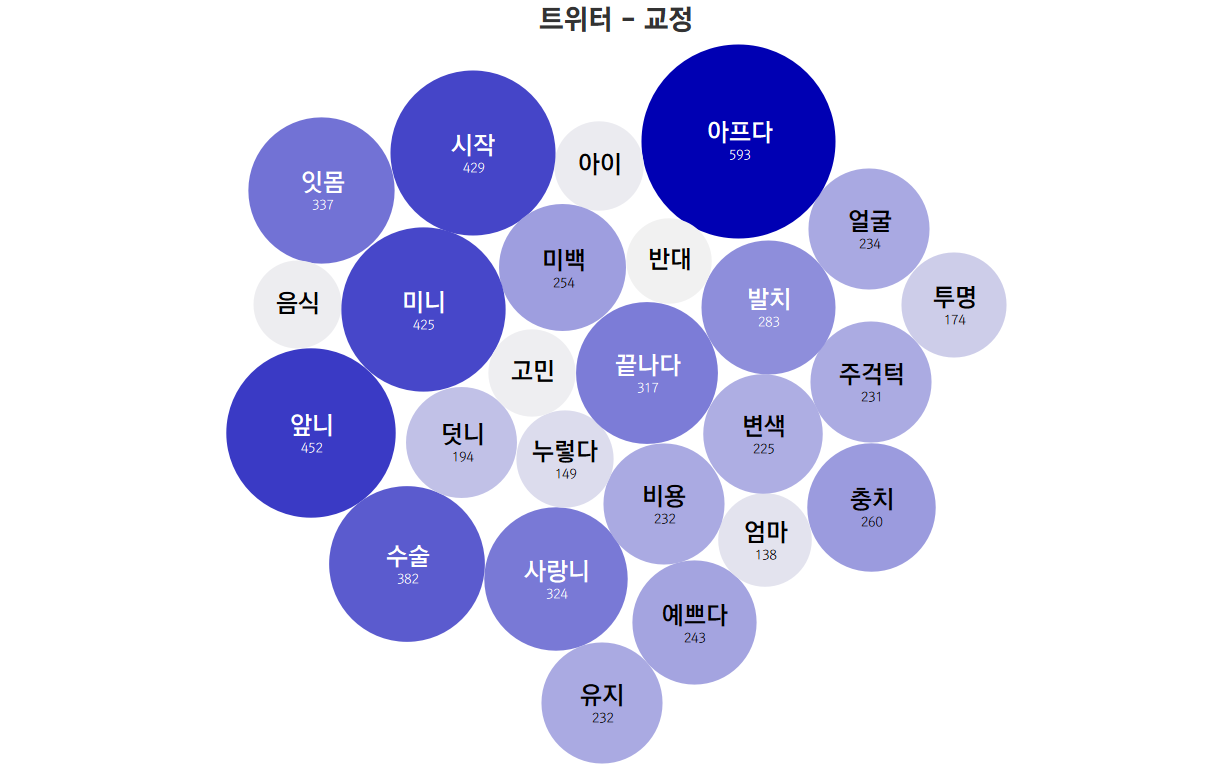 트위터 - 교정
아프다
593
시작
429
아이
잇몸
337
얼굴
234
미백
254
반대
음식
미니
425
발치
283
투명
174
고민
끝나다
317
주걱턱
231
앞니
452
덧니
194
누렇다
149
변색
225
비용
232
충치
260
엄마
138
수술
382
사랑니
324
예쁘다
243
유지
232